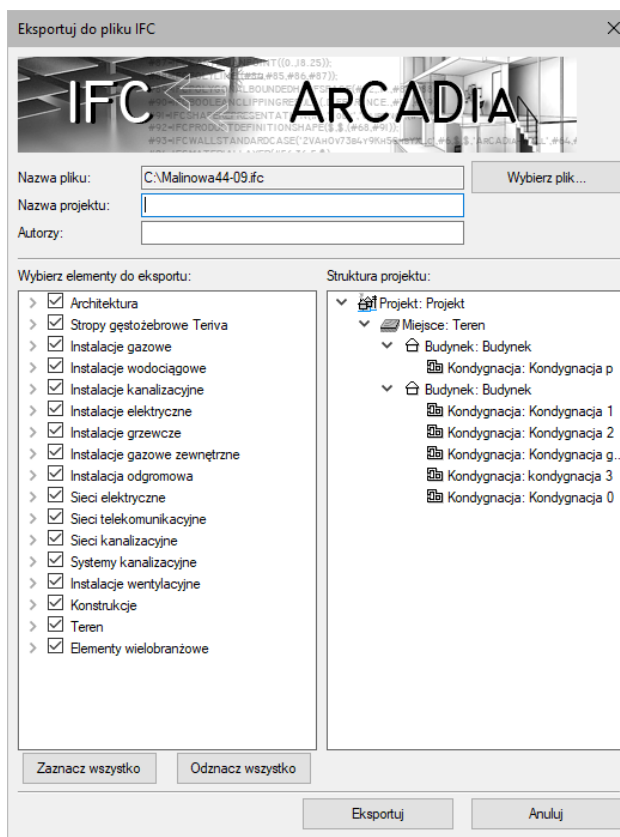 Eksportuj do pliku IFC
IFC ARCADIA
Nazwa pliku: C:\Malinowa44-09.ifc Wybierz plik...
Nazwa projektu:
Autorzy:
Wybierz elementy do eksportu:
Architektura
Stropy gęstożebrowe Teriva
Instalacje gazowe
Instalacje wodociągowe
Instalacje kanalizacyjne
Instalacje elektryczne
Instalacje grzewcze
Instalacje gazowe zewnętrzne
Instalacja odgromowa
Sieci elektryczne
Sieci telekomunikacyjne
Sieci kanalizacyjne
Systemy kanalizacyjne
Instalacje wentylacyjne
Konstrukcje
Teren
Elementy wielobranżowe
Zaznacz wszystko Odznacz wszystko
Struktura projektu:
Projekt: Projekt
Miejsce: Teren
Budynek: Budynek
Kondygnacja: Kondygnacja p
Budynek: Budynek
Kondygnacja: Kondygnacja 1
Kondygnacja: Kondygnacja 2
Kondygnacja: Kondygnacja g..
Kondygnacja: kondygnacja 3
Kondygnacja: Kondygnacja 0
Eksportuj Anuluj